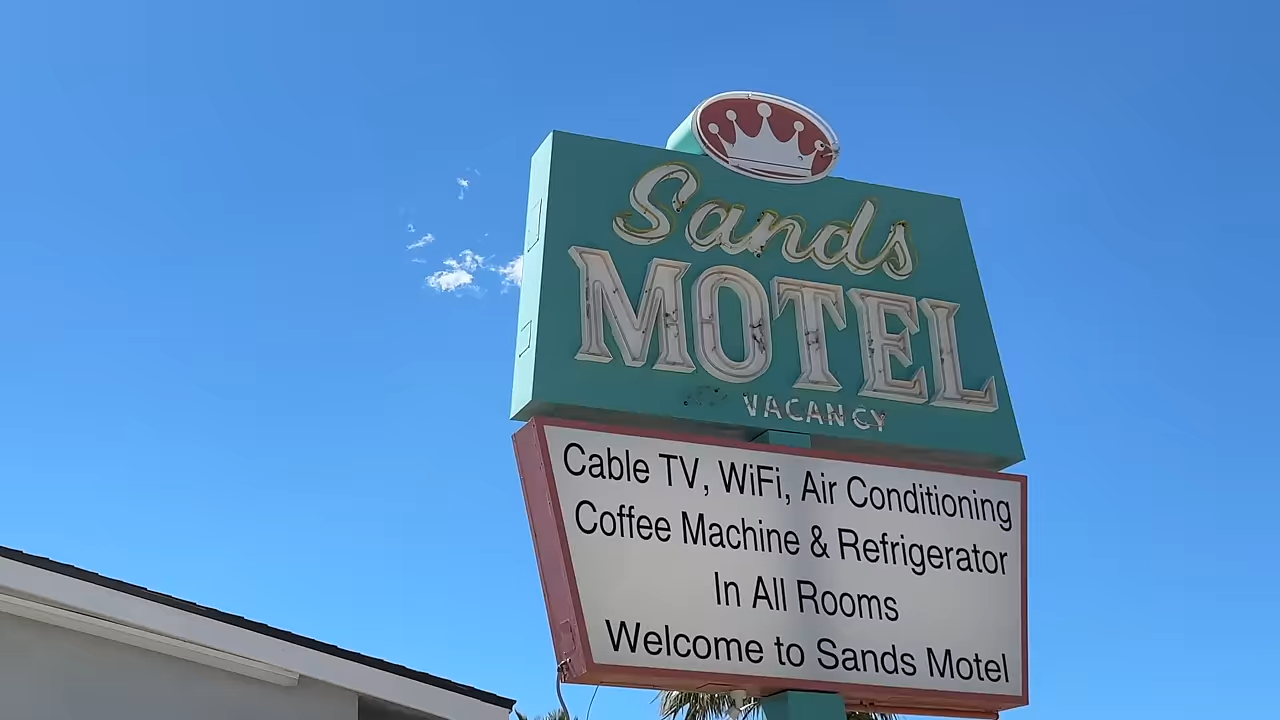 Sands
MOTEL
VACANCY
Cable TV, WiFi, Air Conditioning
Coffee Machine & Refrigerator
In All Rooms
Welcome to Sands Motel